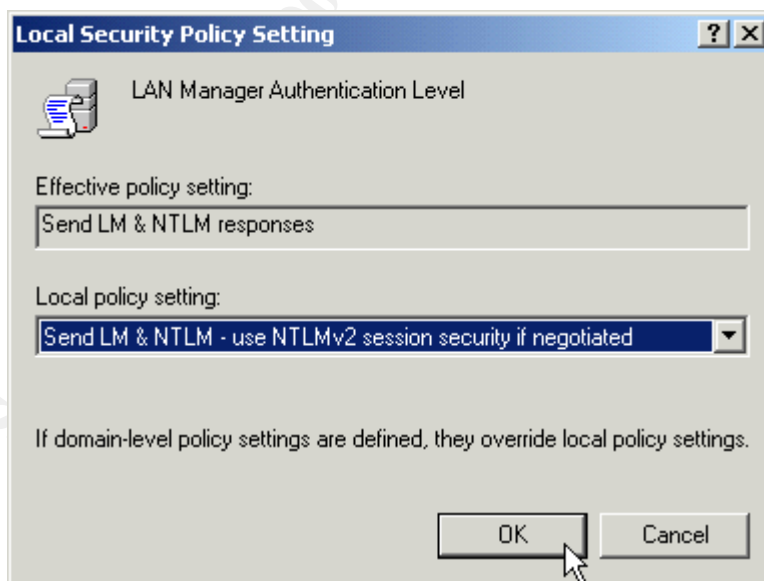 Local Security Policy Setting
LAN Manager Authentication Level
Effective policy setting:
Send LM & NTLM responses
Local policy setting:
Send LM & NTLM - use NTLMv2 session security if negotiated
If domain-level policy settings are defined, they override local policy settings.
OK
Cancel